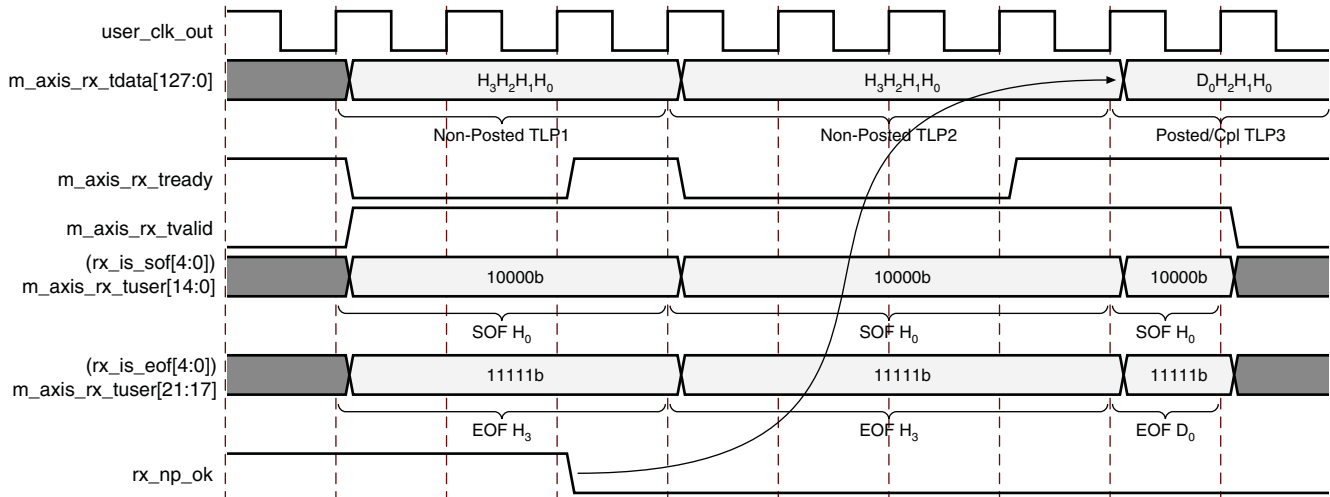 user_clk_out
m_axis_rx_tdata[127:0]
H3H2H1H0
H3H2H1H0
D0H2H1H0
Non-Posted TLP1
Non-Posted TLP2
Posted/Cpl TLP3
m_axis_rx_tready
m_axis_rx_tvalid
(rx_is_sof[4:0])
m_axis_rx_tuser[14:0]
10000b
10000b
10000b
SOF H0
SOF H0
SOF H0
(rx_is_eof[4:0])
m_axis_rx_tuser[21:17]
11111b
11111b
11111b
EOF H3
EOF H3
EOF D0
rx_np_ok